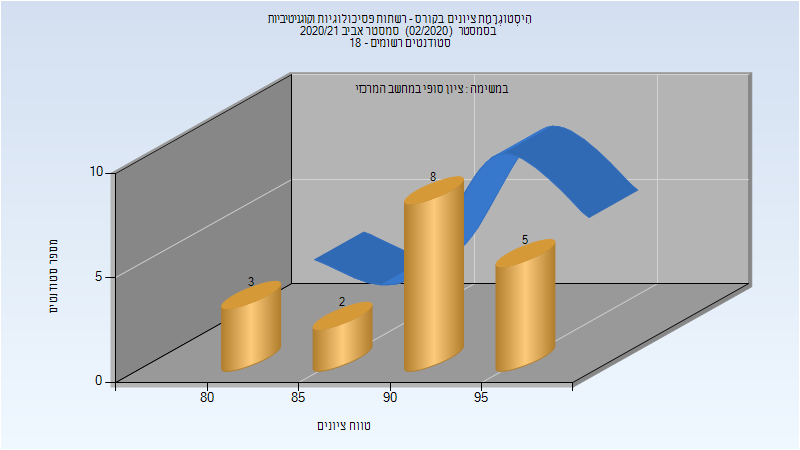 היסטוגרמת ציונים בקורס - רשתות פסיכולוגיות וקוגניטיביות
בסמסטר (02/2020) סמסטר אביב 2020/21
סטודנטים רשומים - 18
במשימה : ציון סופי במחשב המרכזי
מספר סטודנטים
10
5
0
3
2
8
5
80
85
90
95
טווח ציונים